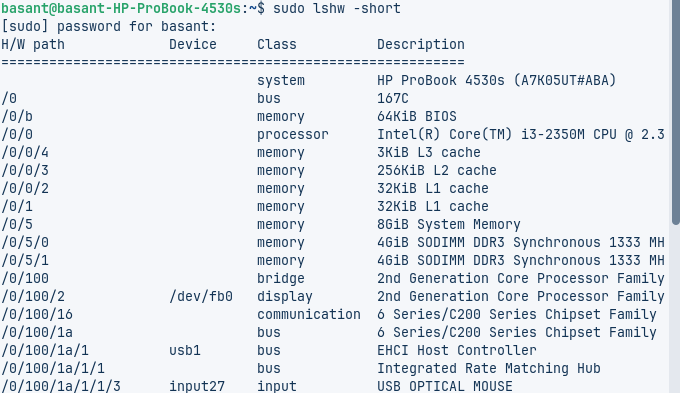 basant@basant-HP-ProBook-4530s:~$ sudo lshw -short
[sudo] password for basant:
H/W path Device Class Description
==========================================================
system HP ProBook 4530s (A7K05UT#ABA)
/0 bus 167C
/0/b memory 64KiB BIOS
/0/0 processor Intel(R) Core(TM) i3-2350M CPU @ 2.3
/0/0/4 memory 3KiB L3 cache
/0/0/3 memory 256KiB L2 cache
/0/0/2 memory 32KiB L1 cache
/0/1 memory 32KiB L1 cache
/0/5 memory 8GiB System Memory
/0/5/0 memory 4GiB SODIMM DDR3 Synchronous 1333 MH
/0/5/1 memory 4GiB SODIMM DDR3 Synchronous 1333 MH
/0/100 bridge 2nd Generation Core Processor Family
/0/100/2 /dev/fb0 display 2nd Generation Core Processor Family
/0/100/16 communication 6 Series/C200 Series Chipset Family
/0/100/1a bus 6 Series/C200 Series Chipset Family
/0/100/1a/1 usb1 bus EHCI Host Controller
/0/100/1a/1/1 bus Integrated Rate Matching Hub
/0/100/1a/1/1/3 input27 input USB OPTICAL MOUSE